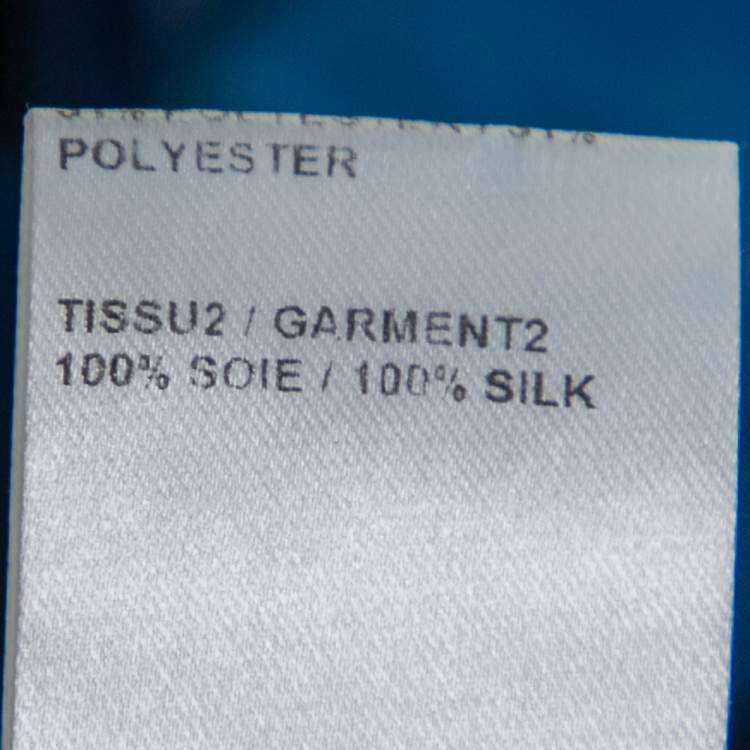 POLYESTER
TISSU2 / GARMENT2
100% SOIE / 100% SILK